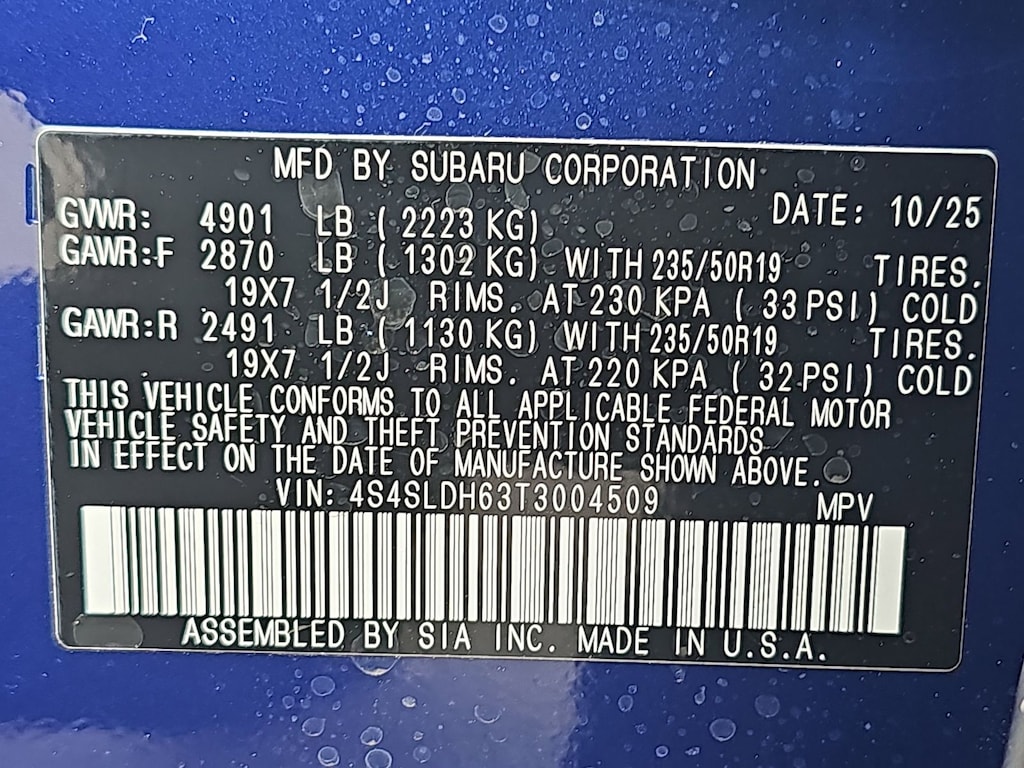 MFD BY SUBARU CORPORATION
GVWR: 4901 LB ( 2223 KG) DATE: 10/25
GAWR:F 2870 LB ( 1302 KG) WITH 235/50R19 TIRES.
19X7 1/2J RIMS. AT 230 KPA ( 33 PSI) COLD
GAWR:R 2491 LB ( 1130 KG) WITH 235/50R19 TIRES.
19X7 1/2J RIMS. AT 220 KPA ( 32 PSI) COLD
THIS VEHICLE CONFORMS TO ALL APPLICABLE FEDERAL MOTOR
VEHICLE SAFETY AND THEFT PREVENTION STANDARDS
IN EFFECT ON THE DATE OF MANUFACTURE SHOWN ABOVE.
VIN: 4S4SLDH63T3004509 MPV
ASSEMBLED BY SIA INC. MADE IN U.S.A.